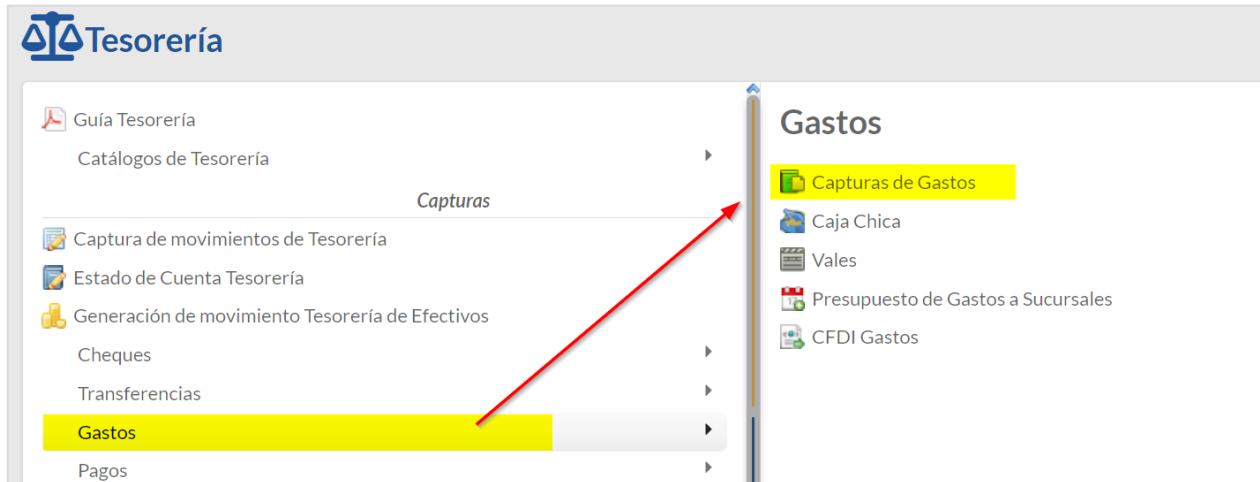 Tesorería
Guía Tesorería
Catálogos de Tesorería
Capturas
Captura de movimientos de Tesorería
Estado de Cuenta Tesorería
Generación de movimiento Tesorería de Efectivos
Cheques
Transferencias
Gastos
Pagos
Gastos
Capturas de Gastos
Caja Chica
Vales
Presupuesto de Gastos a Sucursales
CFDI Gastos